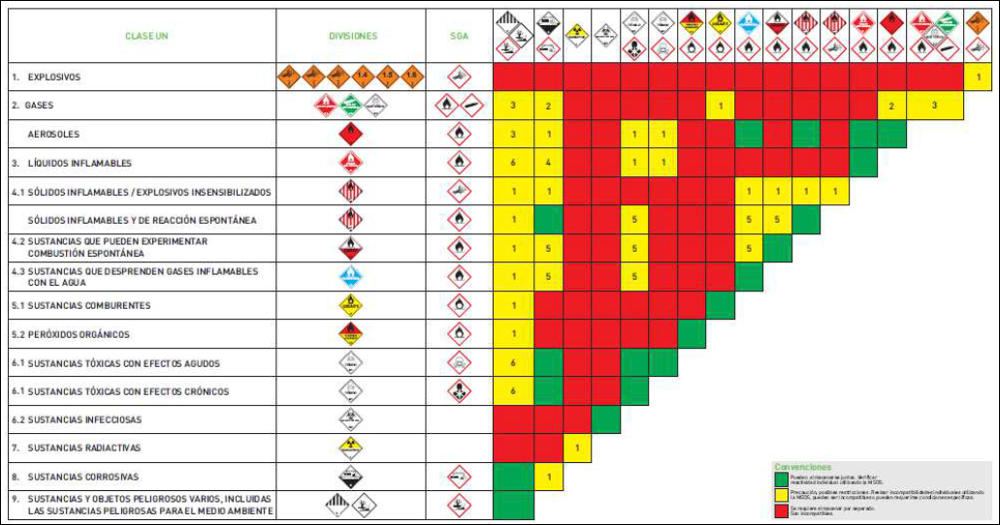 CLASE UN DIVISIONES SGA
1. EXPLOSIVOS 1.4 1.5 1.6 1
2. GASES 3 2 1 2 3
AEROSOLES 3 1 1 1
3. LÍQUIDOS INFLAMABLES 6 4 1 1
4.1 SÓLIDOS INFLAMABLES / EXPLOSIVOS INSENSIBILIZADOS 1 1 1 1 1 1
SÓLIDOS INFLAMABLES Y DE REACCIÓN ESPONTÁNEA 1 5 5 5
4.2 SUSTANCIAS QUE PUEDEN EXPERIMENTAR
COMBUSTIÓN ESPONTÁNEA 1 5 5 5
4.3 SUSTANCIAS QUE DESPRENDEN GASES INFLAMABLES
CON EL AGUA 1 5 5
5.1 SUSTANCIAS COMBURENTES 1
5.2 PERÓXIDOS ORGÁNICOS 1
6.1 SUSTANCIAS TÓXICAS CON EFECTOS AGUDOS 6
6.1 SUSTANCIAS TÓXICAS CON EFECTOS CRÓNICOS 6
6.2 SUSTANCIAS INFECCIOSAS
7. SUSTANCIAS RADIACTIVAS 1
8. SUSTANCIAS CORROSIVAS 1
9. SUSTANCIAS Y OBJETOS PELIGROSOS VARIOS, INCLUIDAS
LAS SUSTANCIAS PELIGROSAS PARA EL MEDIO AMBIENTE
Convenciones
Pueden almacenarse juntas. Verificar
reactividad individual utilizando la MSDS.
Precaución, posibles restricciones. Revisar incompatibilidades individuales utilizando
la MSDS, pueden ser incompatibles o pueden requerirse condiciones específicas.
Se requiere almacenar por separado.
Son incompatibles.